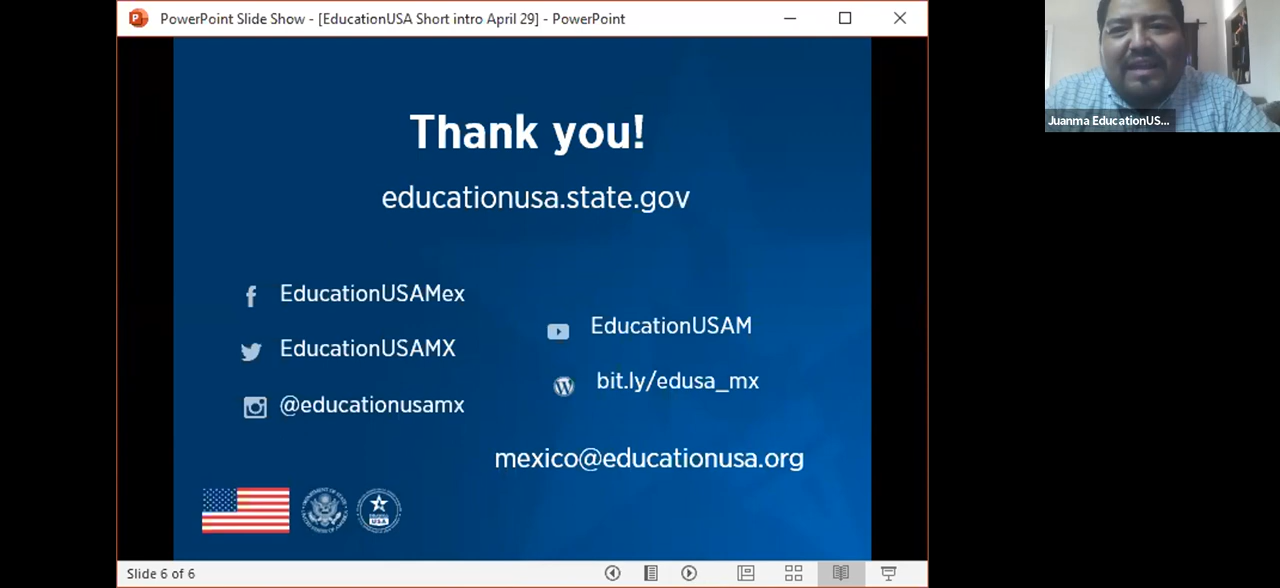 PowerPoint Slide Show - [EducationUSA Short intro April 29] - PowerPoint
Juanma EducationUS...
Thank you!
educationusa.state.gov
EducationUSAMex
EducationUSAM
EducationUSAMX
bit.ly/edusa_mx
@educationusamx
mexico@educationusa.org
Slide 6 of 6